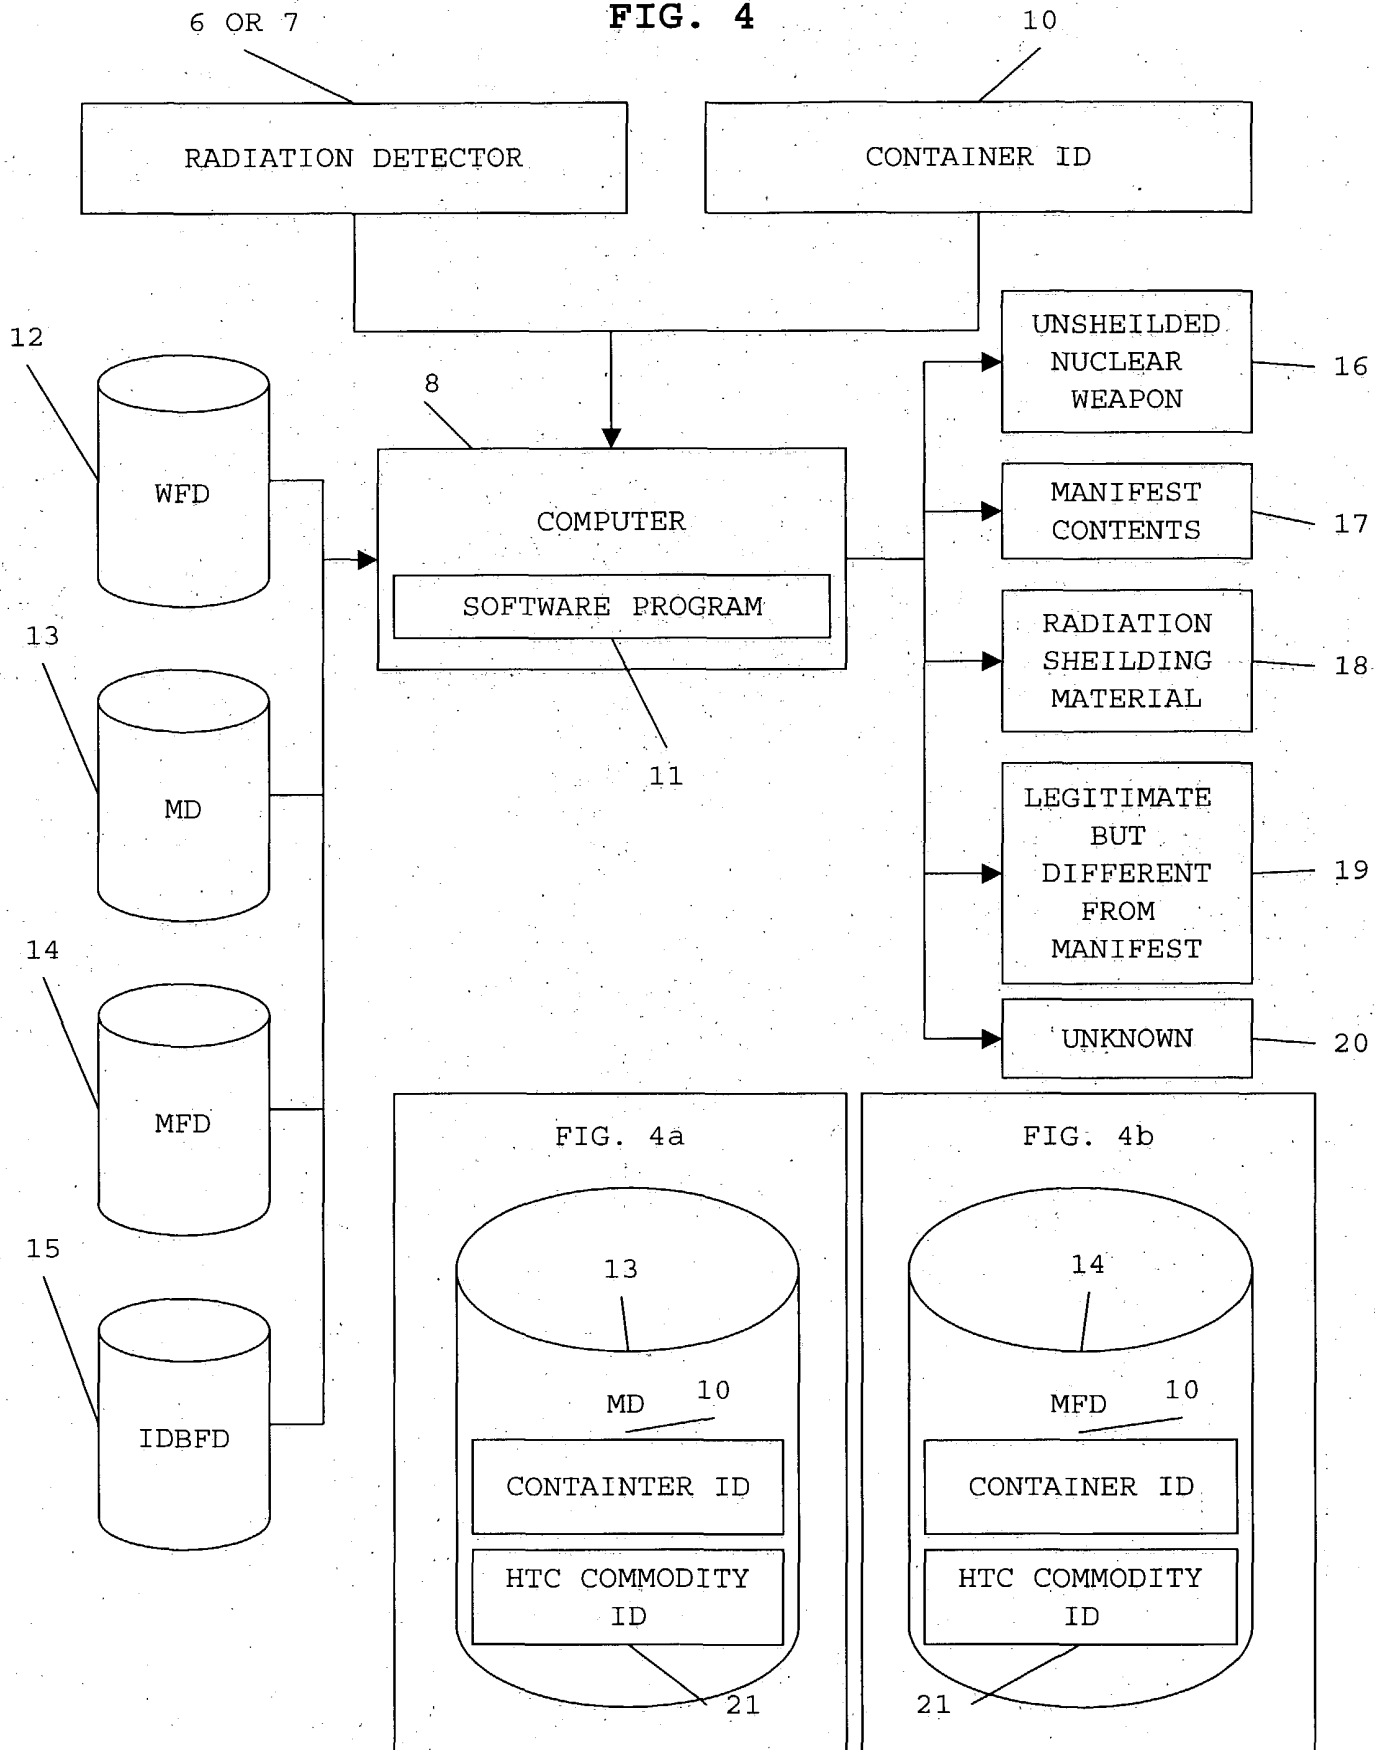 FIG. 4
6 OR 7
10
RADIATION DETECTOR
CONTAINER ID
12
8
UNSHEILDED
NUCLEAR
WEAPON
16
WFD
COMPUTER
SOFTWARE PROGRAM
11
MANIFEST
CONTENTS
17
13
MD
RADIATION
SHEILDING
MATERIAL
18
LEGITIMATE
BUT
DIFFERENT
FROM
MANIFEST
19
14
MFD
UNKNOWN
20
15
IDBFD
FIG. 4a
13
MD
10
CONTAINTER ID
HTC COMMODITY
ID
21
FIG. 4b
14
MFD
10
CONTAINER ID
HTC COMMODITY
ID
21